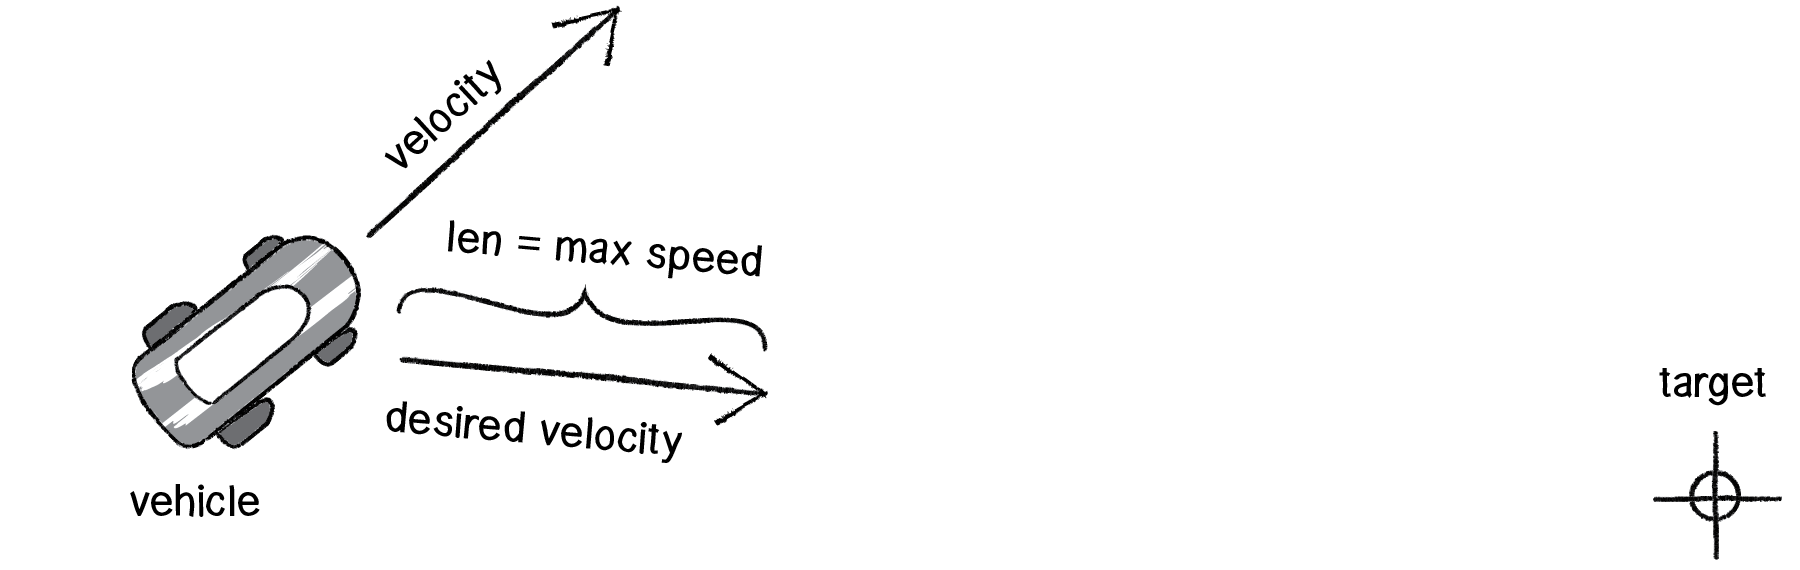 velocity
len = max speed
desired velocity
vehicle
target